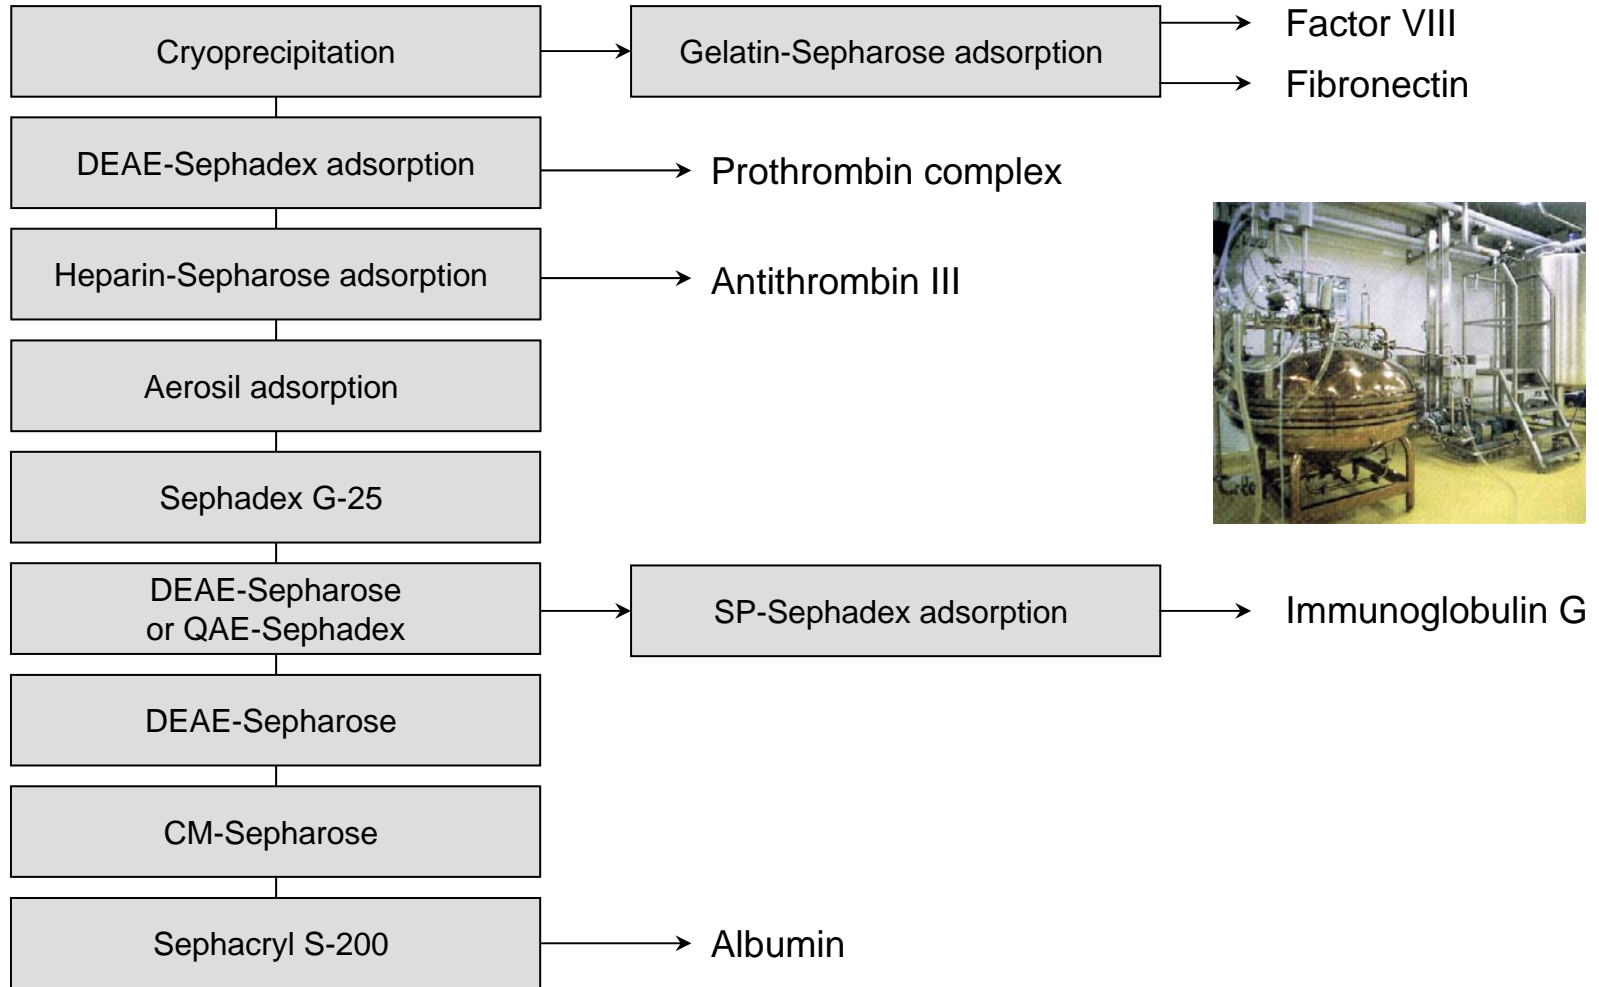 Cryoprecipitation
Gelatin-Sepharose adsorption
Factor VIII
Fibronectin
DEAE-Sephadex adsorption
Prothrombin complex
Heparin-Sepharose adsorption
Antithrombin III
Aerosil adsorption
Sephadex G-25
DEAE-Sepharose
or QAE-Sephadex
SP-Sephadex adsorption
Immunoglobulin G
DEAE-Sepharose
CM-Sepharose
Sephacryl S-200
Albumin